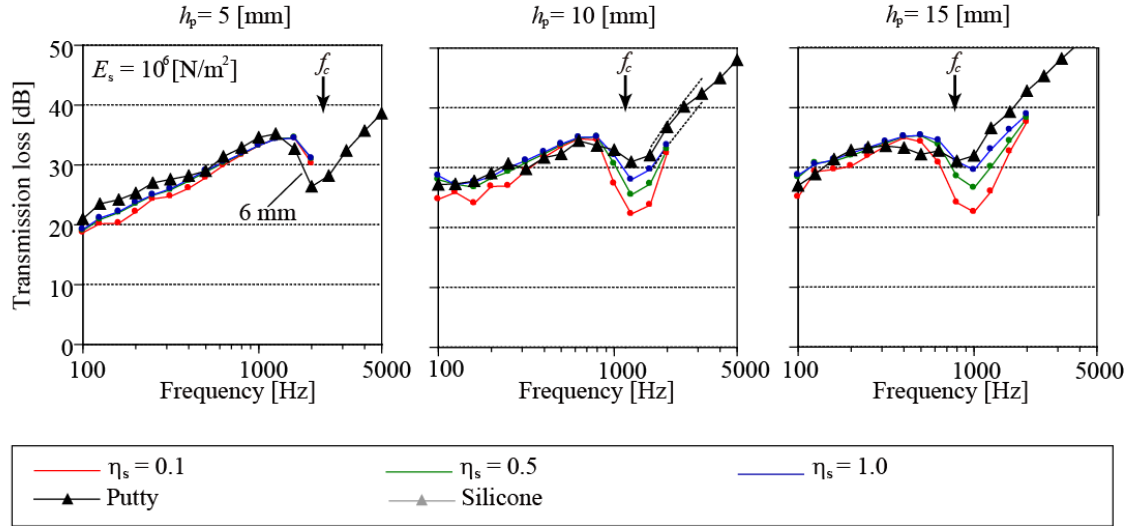 hp= 5 [mm]
hp= 10 [mm]
hp= 15 [mm]
Transmission loss [dB]
50
40
30
20
10
0
Es = 10^6 [N/m^2]
fc
6 mm
fc
fc
100
1000
5000
100
1000
5000
100
1000
5000
Frequency [Hz]
Frequency [Hz]
Frequency [Hz]
ηs = 0.1
ηs = 0.5
ηs = 1.0
Putty
Silicone